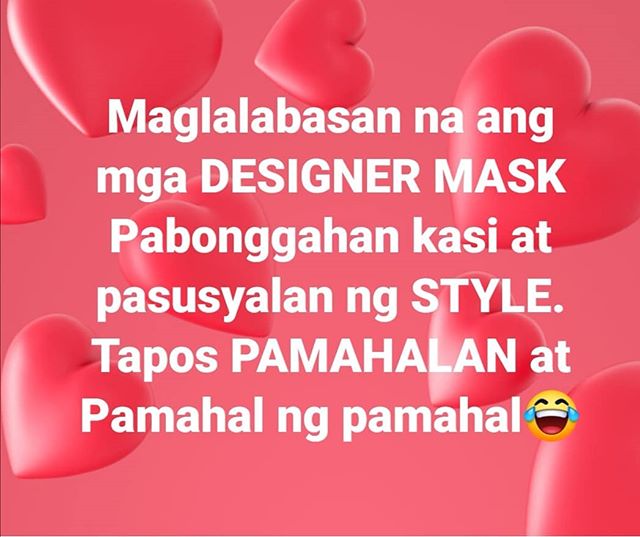 Maglalabasan na ang
mga DESIGNER MASK
Pabonggahan kasi at
pasusyalan ng STYLE.
Tapos PAMAHALAN at
Pamahal ng pamahal😂